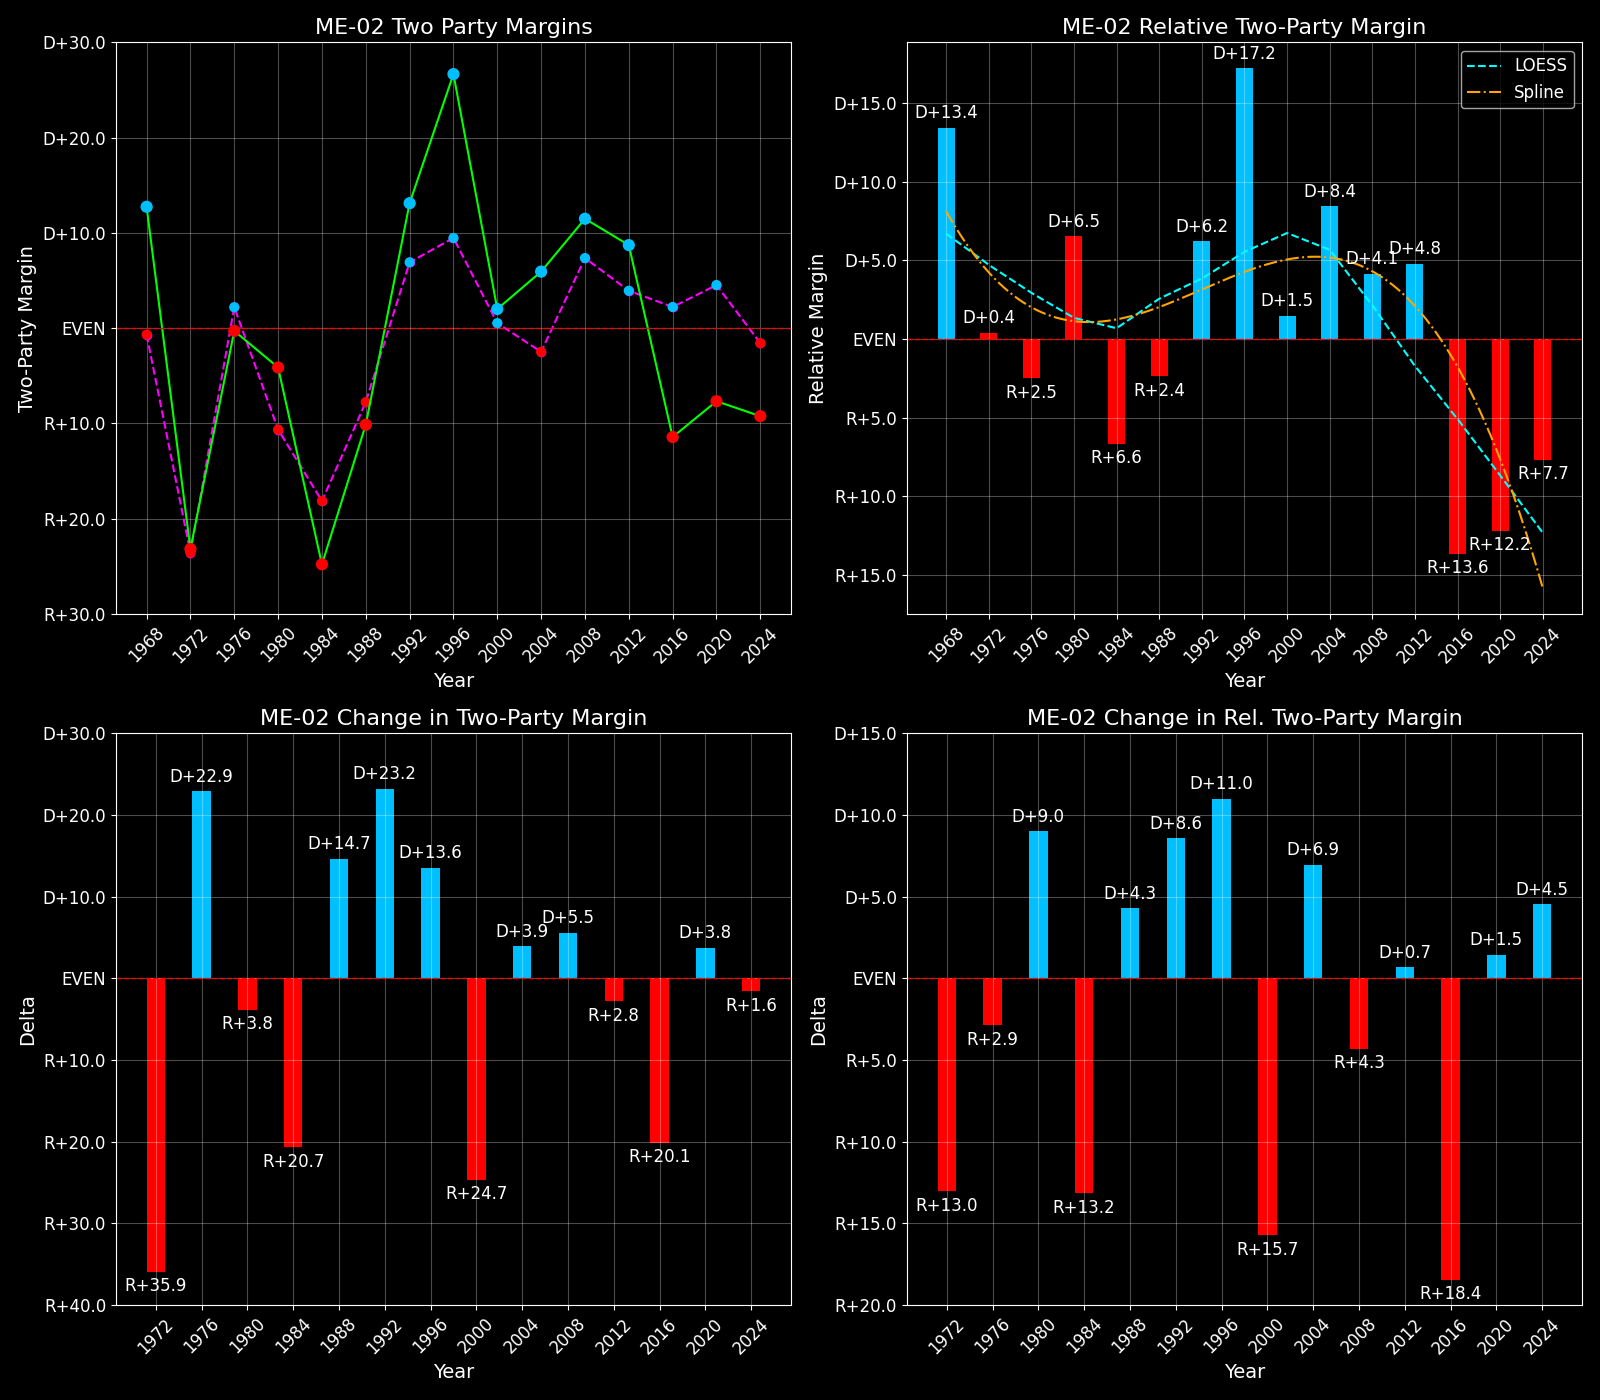 ME-02 Two Party Margins
Two-Party Margin
D+30.0
D+20.0
D+10.0
EVEN
R+10.0
R+20.0
R+30.0
1968
1972
1976
1980
1984
1988
1992
1996
2000
2004
2008
2012
2016
2020
2024
Year
ME-02 Relative Two-Party Margin
Relative Margin
D+15.0
D+10.0
D+5.0
EVEN
R+5.0
R+10.0
R+15.0
LOESS
Spline
D+13.4
D+0.4
R+2.5
D+6.5
R+6.6
R+2.4
D+6.2
D+17.2
D+1.5
D+8.4
D+4.1
D+4.8
R+13.6
R+12.2
R+7.7
1968
1972
1976
1980
1984
1988
1992
1996
2000
2004
2008
2012
2016
2020
2024
Year
ME-02 Change in Two-Party Margin
Delta
D+30.0
D+20.0
D+10.0
EVEN
R+10.0
R+20.0
R+30.0
R+40.0
R+35.9
D+22.9
R+3.8
R+20.7
D+14.7
D+23.2
D+13.6
R+24.7
D+3.9
D+5.5
R+2.8
R+20.1
D+3.8
R+1.6
1972
1976
1980
1984
1988
1992
1996
2000
2004
2008
2012
2016
2020
2024
Year
ME-02 Change in Rel. Two-Party Margin
Delta
D+15.0
D+10.0
D+5.0
EVEN
R+5.0
R+10.0
R+15.0
R+20.0
R+13.0
R+2.9
D+9.0
R+13.2
D+4.3
D+8.6
D+11.0
R+15.7
D+6.9
R+4.3
D+0.7
R+18.4
D+1.5
D+4.5
1972
1976
1980
1984
1988
1992
1996
2000
2004
2008
2012
2016
2020
2024
Year